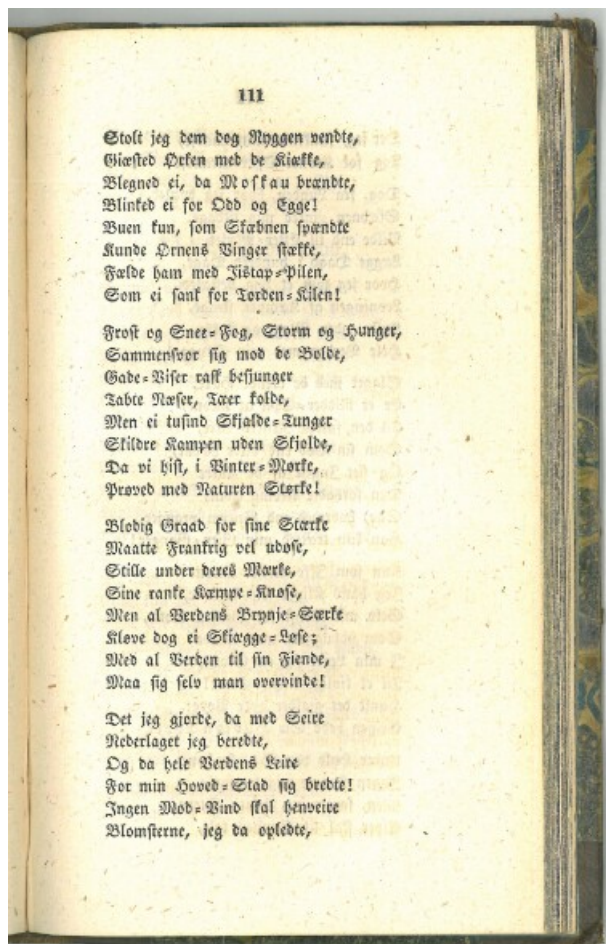 111
Stolt jeg dem dog Ryggen vendte,
Giæsted Ørken med de Kiække,
Blegned ei, da Moskau brændte,
Blinked ei for Odd og Egge!
Buen kun, som Skæbnen spændte
Kunde Ørnens Vinger stække,
Fælde ham med Jistap-Pilen,
Som ei sank for Torden-Kilen!
Frost og Snee-Fog, Storm og Hunger,
Sammensvor sig mod de Bolde,
Gade-Viser rask besjunger
Tabte Næser, Tæer kolde,
Men ei tusind Skjalde-Tunger
Skildre Kampen uden Skjolde,
Da vi hist, i Vinter-Mørke,
Prøved med Naturen Størke!
Blodig Graad for sine Stærke
Maatte Frankrig vel udøse,
Stille under deres Mærke,
Sine ranke Kæmpe-Knøse,
Men al Verdens Brynje-Særke
Kløve dog ei Skiægge-Løse;
Med al Verden til sin Fiende,
Maa sig selv man overvinde!
Det jeg gjorde, da med Seire
Nederlaget jeg beredte,
Og da hele Verdens Leire
For min Hoved-Stad sig bredte!
Ingen Mod-Vind skal henveire
Blomsterne, jeg da opledte,